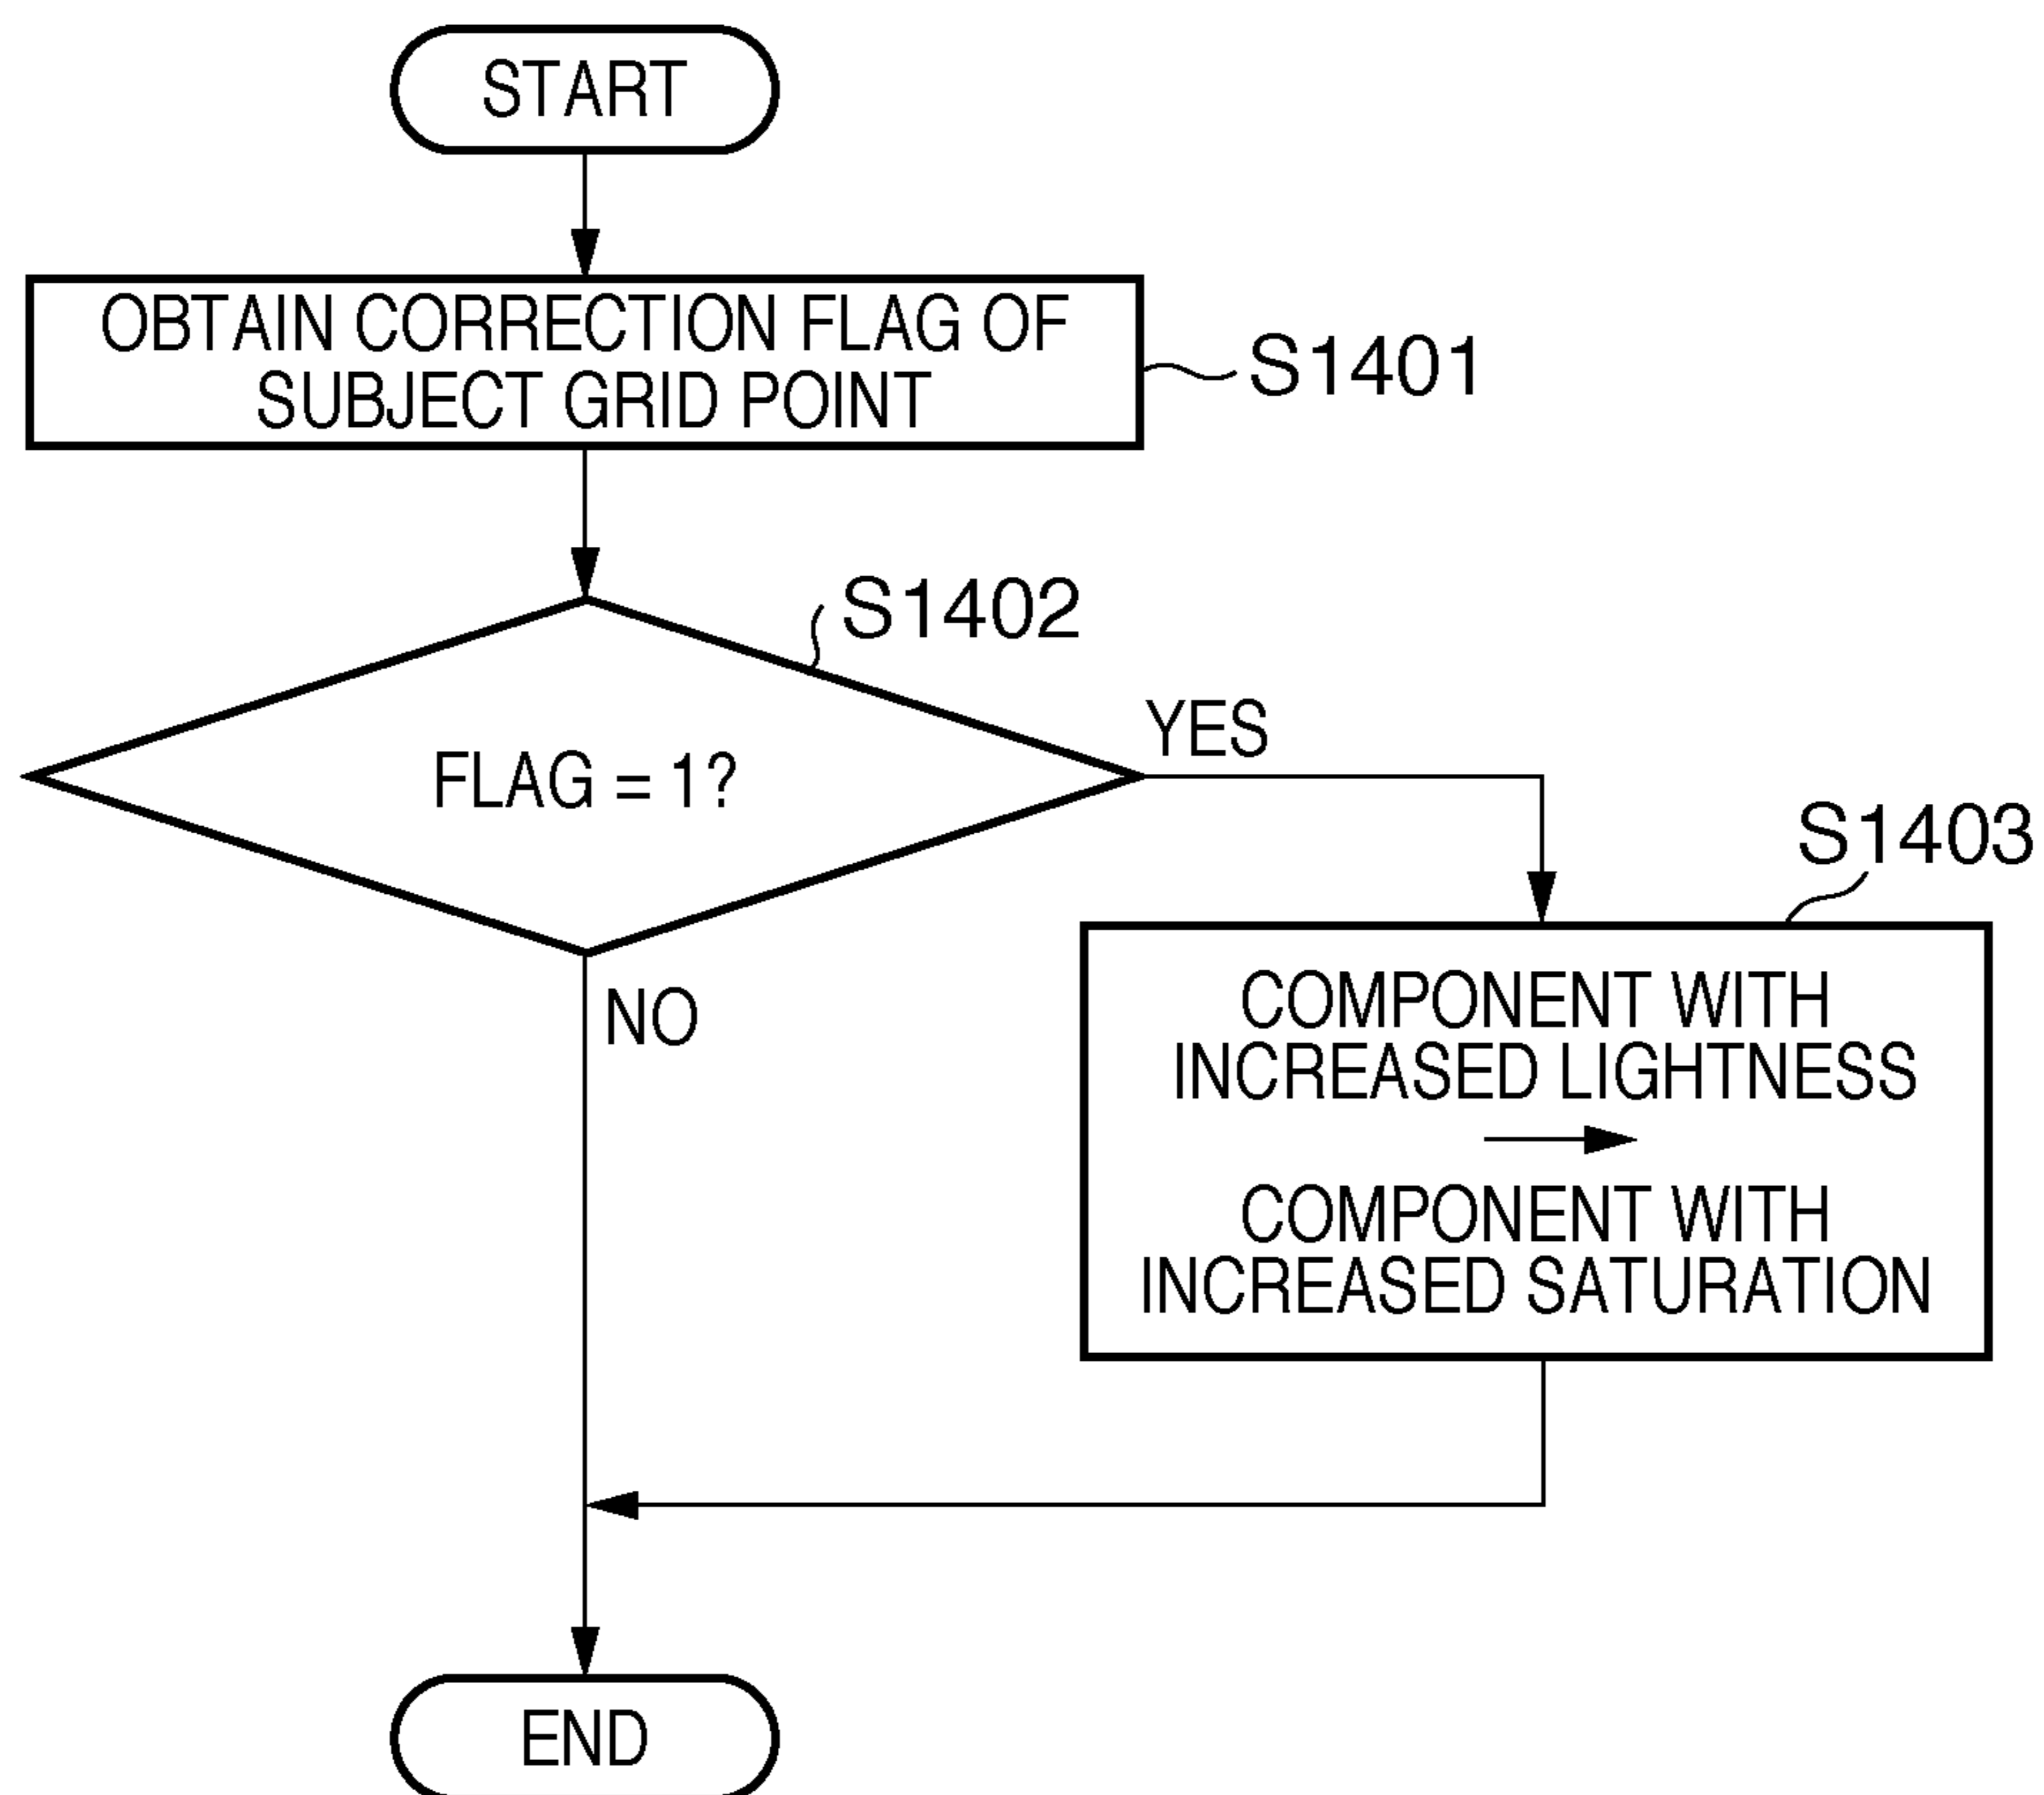 START
OBTAIN CORRECTION FLAG OF
SUBJECT GRID POINT
S1401
S1402
FLAG = 1?
YES
NO
S1403
COMPONENT WITH
INCREASED LIGHTNESS
COMPONENT WITH
INCREASED SATURATION
END